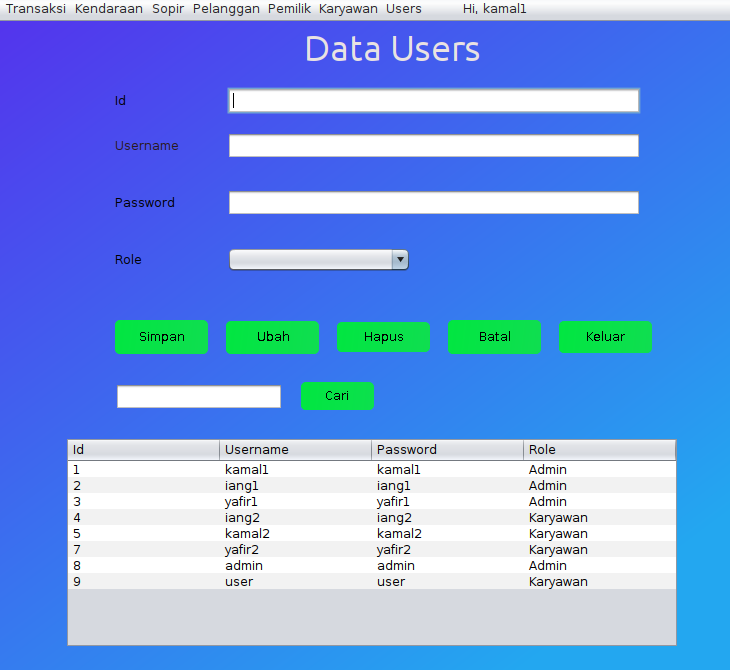 Transaksi Kendaraan Sopir Pelanggan Pemilik Karyawan Users Hi, kamal1
Data Users
Id
Username
Password
Role
Simpan Ubah Hapus Batal Keluar
Cari
Id Username Password Role
1 kamal1 kamal1 Admin
2 iang1 iang1 Admin
3 yafir1 yafir1 Admin
4 iang2 iang2 Karyawan
5 kamal2 kamal2 Karyawan
7 yafir2 yafir2 Karyawan
8 admin admin Admin
9 user user Karyawan